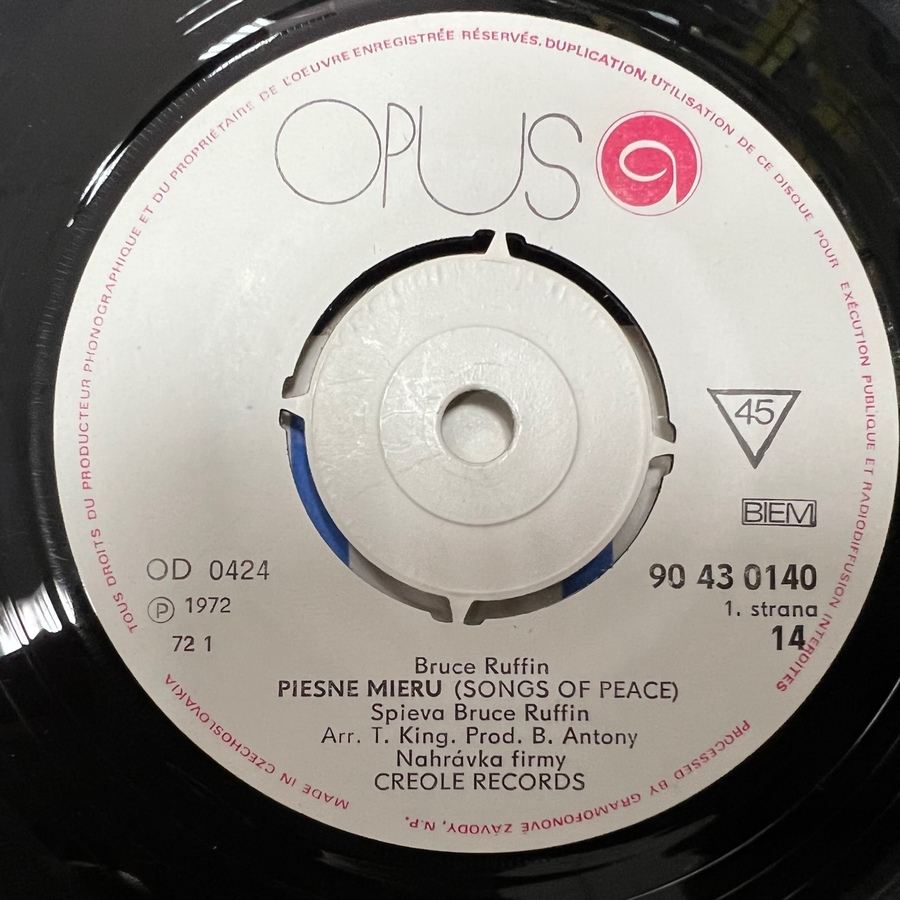 TOUS DROITS DU PRODUCTEUR PHONOGRAPHIQUE ET DU PROPRIÉTAIRE DE L'OEUVRE ENREGISTRÉE RÉSERVÉS. DUPLICATION, UTILISATION DE CE DISQUE POUR EXÉCUTION PUBLIQUE ET RADIODIFFUSION INTERDITES
OPUS
45
BIEM
OD 0424
90 43 0140
Ⓟ 1972
1. strana
72 1
14
Bruce Ruffin
PIESNE MIERU (SONGS OF PEACE)
Spieva Bruce Ruffin
Arr. T. King. Prod. B. Antony
Nahrávka firmy
CREOLE RECORDS
MADE IN CZECHOSLOVAKIA
PROCESSED BY GRAMOFONOVÉ ZÁVODY, N.P.